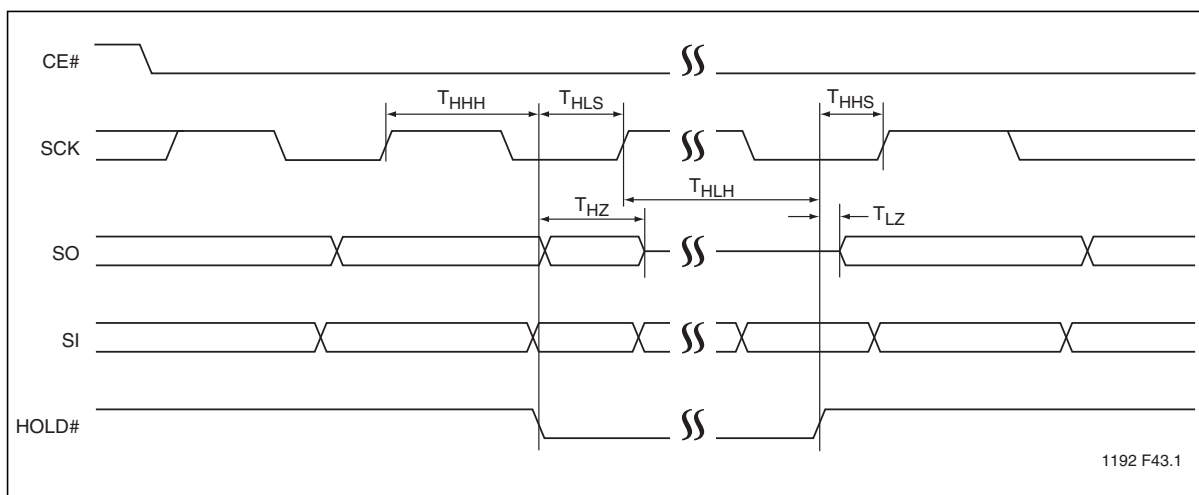 CE#
T_HHH T_HLS T_HHS
SCK
T_HLH
T_HZ T_LZ
SO
SI
HOLD#
1192 F43.1